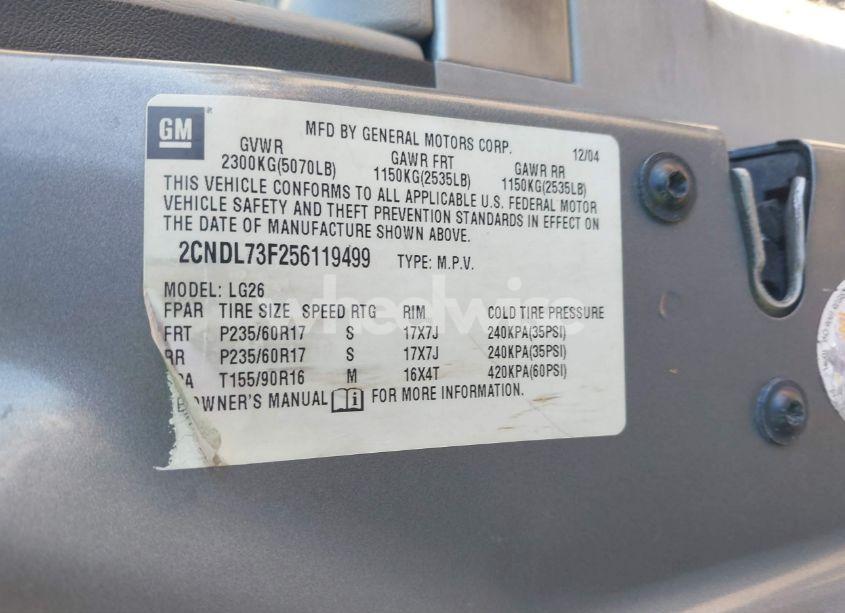 GM
MFD BY GENERAL MOTORS CORP. 12/04
GVWR GAWR FRT GAWR RR
2300KG(5070LB) 1150KG(2535LB) 1150KG(2535LB)
THIS VEHICLE CONFORMS TO ALL APPLICABLE U.S. FEDERAL MOTOR
VEHICLE SAFETY AND THEFT PREVENTION STANDARDS IN EFFECT ON
THE DATE OF MANUFACTURE SHOWN ABOVE.
2CNDL73F256119499 TYPE: M.P.V.
MODEL: LG26
FPAR TIRE SIZE SPEED RTG RIM COLD TIRE PRESSURE
FRT P235/60R17 S 17X7J 240KPA(35PSI)
RR P235/60R17 S 17X7J 240KPA(35PSI)
PA T155/90R16 M 16X4T 420KPA(60PSI)
OWNER'S MANUAL i FOR MORE INFORMATION.
wheelwire